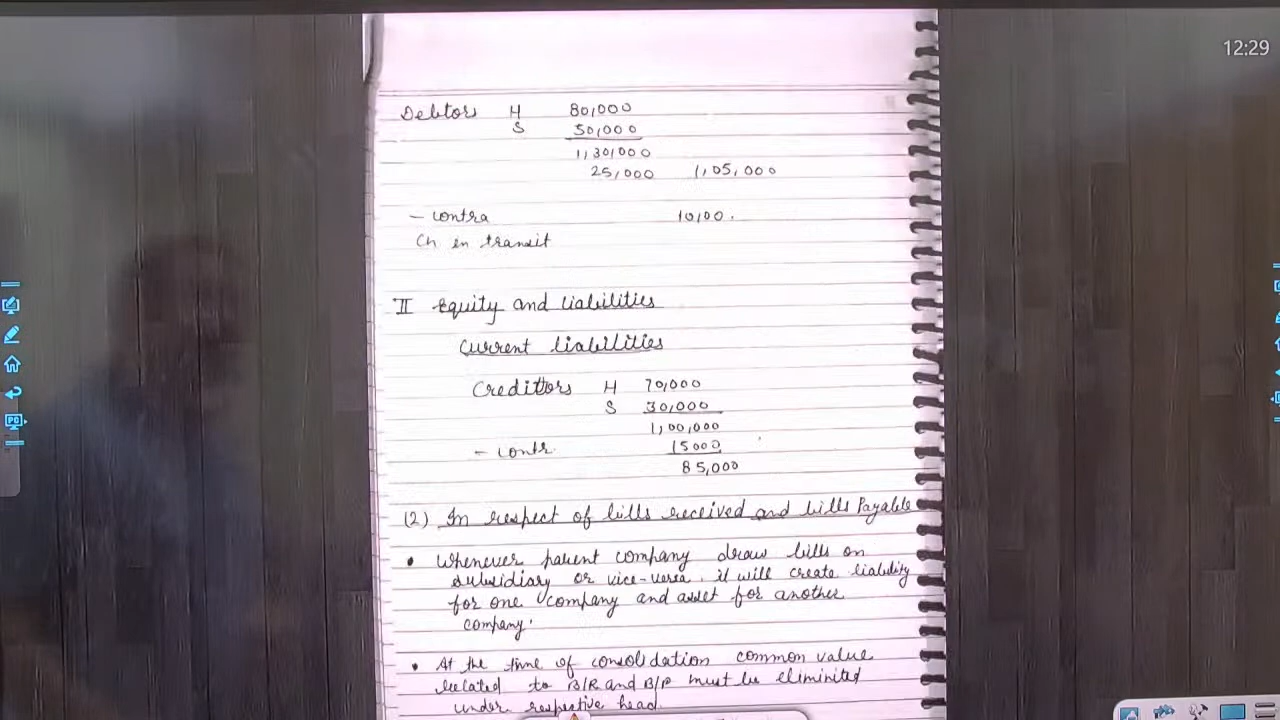 12:29
Debtors H 80,000
S 50,000
1,30,000
25,000 1,05,000
- contra 10,00.
Ch in transit
II Equity and liabilities
Current liabilities
Creditors H 70,000
S 30,000
1,00,000
- contr. 15000
85,000
(2) In respect of bills received and bills Payable
• Whenever parent company draw bills on
subsidiary or vice-versa, it will create liability
for one company and asset for another
company.
• At the time of consolidation common value
related to B/R and B/P must be eliminated
under respective head.